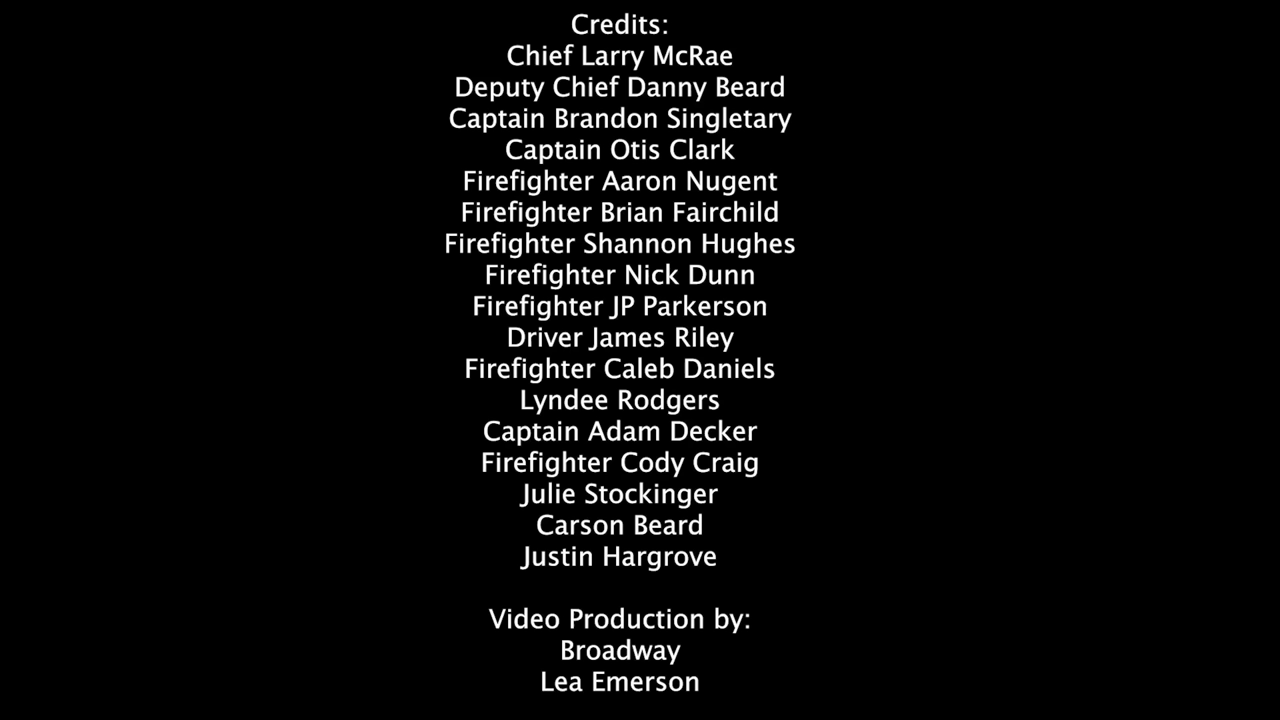 Credits:
Chief Larry McRae
Deputy Chief Danny Beard
Captain Brandon Singletary
Captain Otis Clark
Firefighter Aaron Nugent
Firefighter Brian Fairchild
Firefighter Shannon Hughes
Firefighter Nick Dunn
Firefighter JP Parkerson
Driver James Riley
Firefighter Caleb Daniels
Lyndee Rodgers
Captain Adam Decker
Firefighter Cody Craig
Julie Stockinger
Carson Beard
Justin Hargrove
Video Production by:
Broadway
Lea Emerson